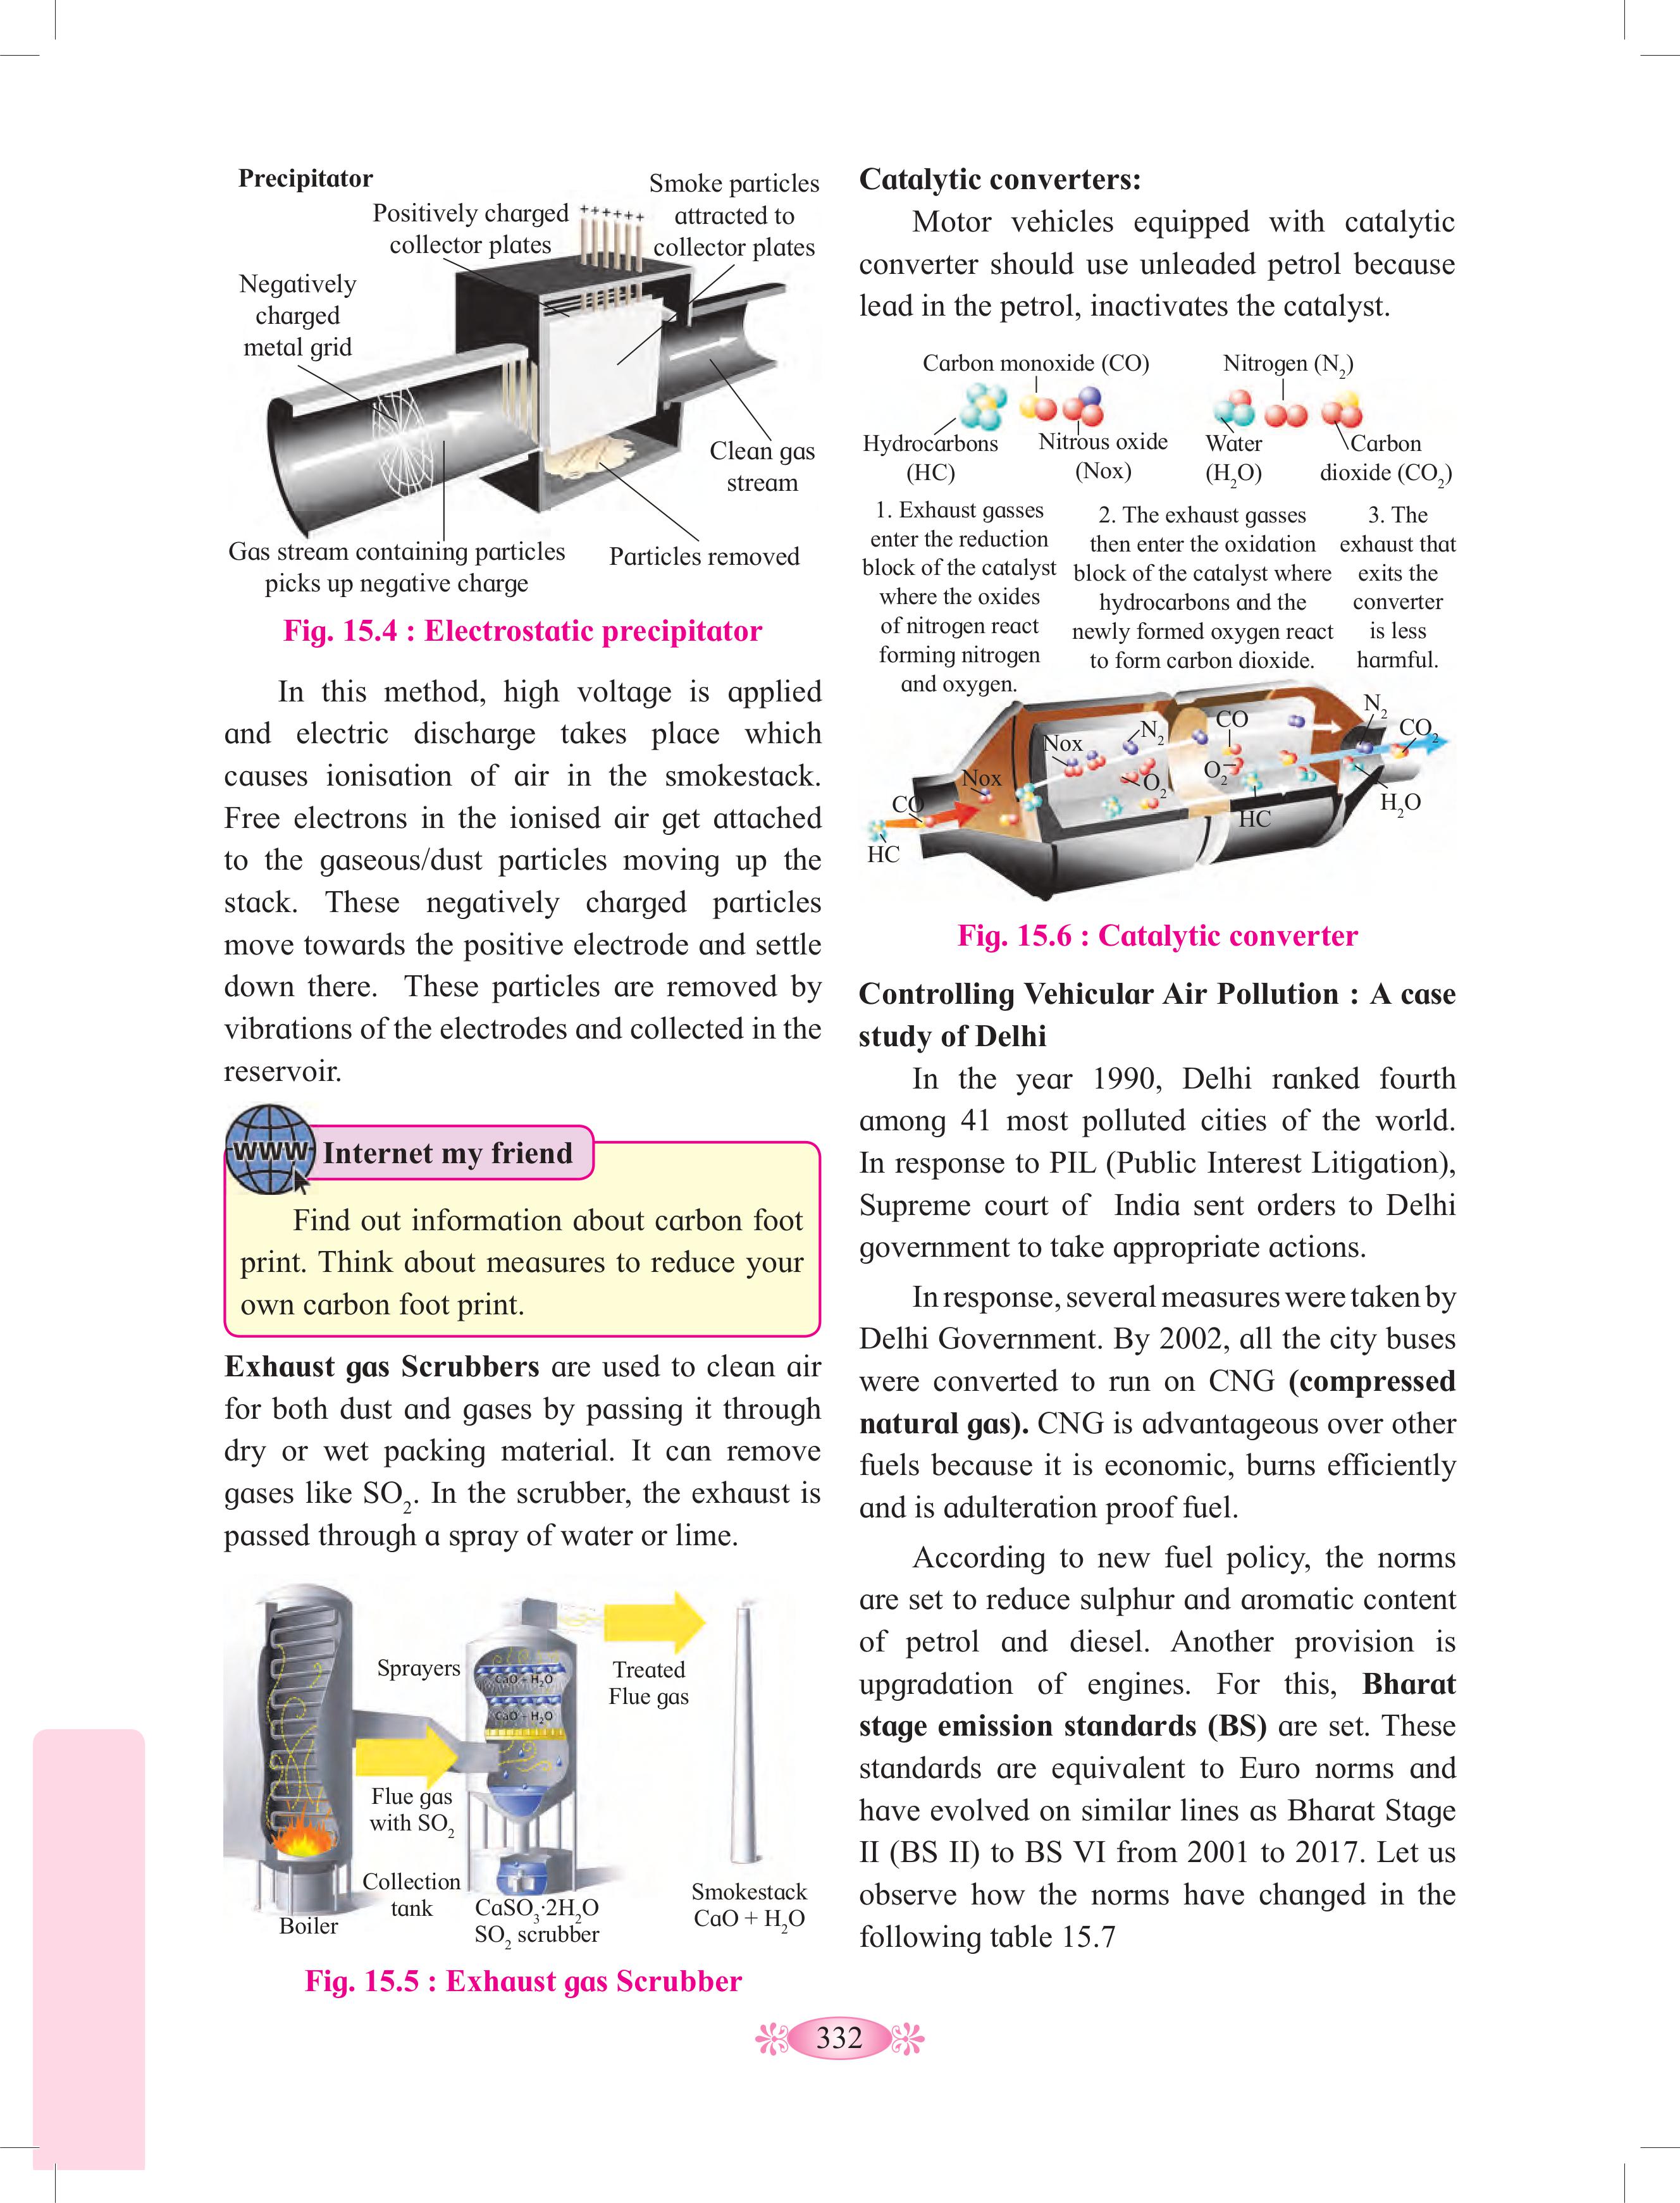 Precipitator
Positively charged
collector plates
++++++
Smoke particles
attracted to
collector plates
Negatively
charged
metal grid
Clean gas
stream
Gas stream containing particles
picks up negative charge
Particles removed
Fig. 15.4 : Electrostatic precipitator
In this method, high voltage is applied
and electric discharge takes place which
causes ionisation of air in the smokestack.
Free electrons in the ionised air get attached
to the gaseous/dust particles moving up the
stack. These negatively charged particles
move towards the positive electrode and settle
down there. These particles are removed by
vibrations of the electrodes and collected in the
reservoir.
www
Internet my friend
Find out information about carbon foot
print. Think about measures to reduce your
own carbon foot print.
Exhaust gas Scrubbers are used to clean air
for both dust and gases by passing it through
dry or wet packing material. It can remove
gases like SO₂. In the scrubber, the exhaust is
passed through a spray of water or lime.
Sprayers
CaO + H₂O
CaO + H₂O
Treated
Flue gas
Flue gas
with SO₂
Collection
tank
Boiler
CaSO₃·2H₂O
SO₂ scrubber
Smokestack
CaO + H₂O
Fig. 15.5 : Exhaust gas Scrubber
Catalytic converters:
Motor vehicles equipped with catalytic
converter should use unleaded petrol because
lead in the petrol, inactivates the catalyst.
Carbon monoxide (CO)
Nitrogen (N₂)
Hydrocarbons
(HC)
Nitrous oxide
(Nox)
Water
(H₂O)
Carbon
dioxide (CO₂)
1. Exhaust gasses
enter the reduction
block of the catalyst
where the oxides
of nitrogen react
forming nitrogen
and oxygen.
2. The exhaust gasses
then enter the oxidation
block of the catalyst where
hydrocarbons and the
newly formed oxygen react
to form carbon dioxide.
3. The
exhaust that
exits the
converter
is less
harmful.
HC
CO
Nox
Nox
N₂
O₂
CO
O₂
HC
N₂
CO₂
H₂O
Fig. 15.6 : Catalytic converter
Controlling Vehicular Air Pollution : A case
study of Delhi
In the year 1990, Delhi ranked fourth
among 41 most polluted cities of the world.
In response to PIL (Public Interest Litigation),
Supreme court of India sent orders to Delhi
government to take appropriate actions.
In response, several measures were taken by
Delhi Government. By 2002, all the city buses
were converted to run on CNG (compressed
natural gas). CNG is advantageous over other
fuels because it is economic, burns efficiently
and is adulteration proof fuel.
According to new fuel policy, the norms
are set to reduce sulphur and aromatic content
of petrol and diesel. Another provision is
upgradation of engines. For this, Bharat
stage emission standards (BS) are set. These
standards are equivalent to Euro norms and
have evolved on similar lines as Bharat Stage
II (BS II) to BS VI from 2001 to 2017. Let us
observe how the norms have changed in the
following table 15.7
332